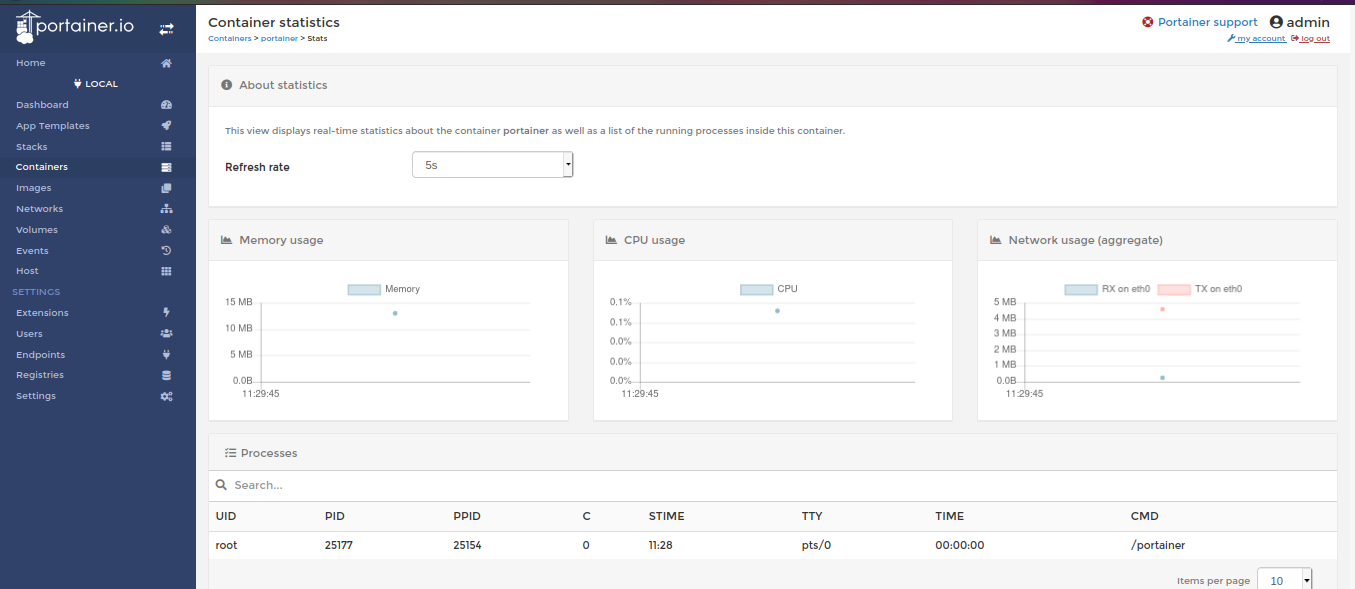 portainer.io
Home
LOCAL
Dashboard
App Templates
Stacks
Containers
Images
Networks
Volumes
Events
Host
SETTINGS
Extensions
Users
Endpoints
Registries
Settings
Container statistics
Containers > portainer > Stats
Portainer support admin
my account log out
About statistics
This view displays real-time statistics about the container portainer as well as a list of the running processes inside this container.
Refresh rate 5s
Memory usage
Memory
15 MB
10 MB
5 MB
0.0B
11:29:45
CPU usage
CPU
0.1%
0.1%
0.0%
0.0%
0.0%
11:29:45
Network usage (aggregate)
RX on eth0 TX on eth0
5 MB
4 MB
3 MB
2 MB
1 MB
0.0B
11:29:45
Processes
Search...
UID PID PPID C STIME TTY TIME CMD
root 25177 25154 0 11:28 pts/0 00:00:00 /portainer
Items per page 10